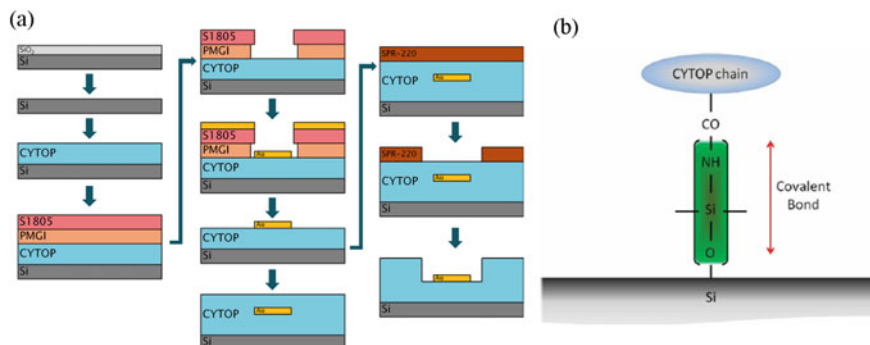 (a)
SiO₂
Si
Si
CYTOP
Si
S1805
PMGI
CYTOP
Si
S1805
PMGI
CYTOP
Si
S1805
PMGI
Au
CYTOP
Si
Au
CYTOP
Si
CYTOP
Au
Si
SPR-220
CYTOP
Au
Si
SPR-220
CYTOP
Au
Si
Au
CYTOP
Si
(b)
CYTOP chain
CO
NH
Si
O
Covalent
Bond
Si